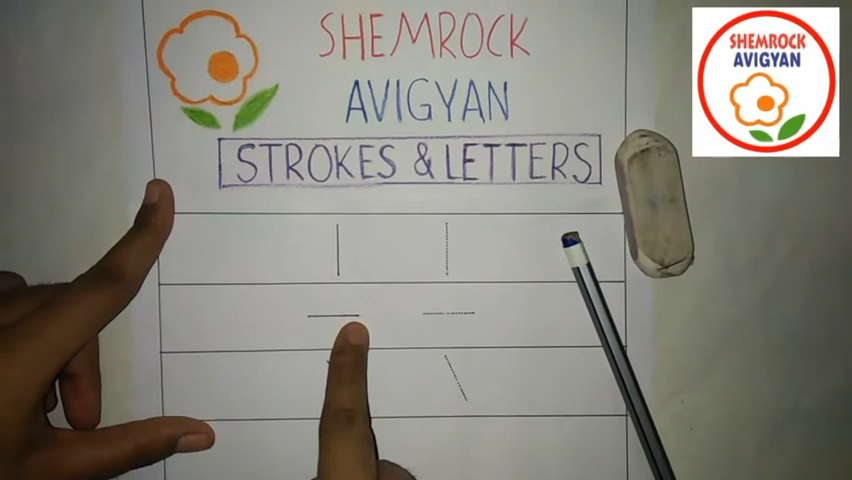 SHEMROCK
AVIGYAN
STROKES & LETTERS
SHEMROCK
AVIGYAN